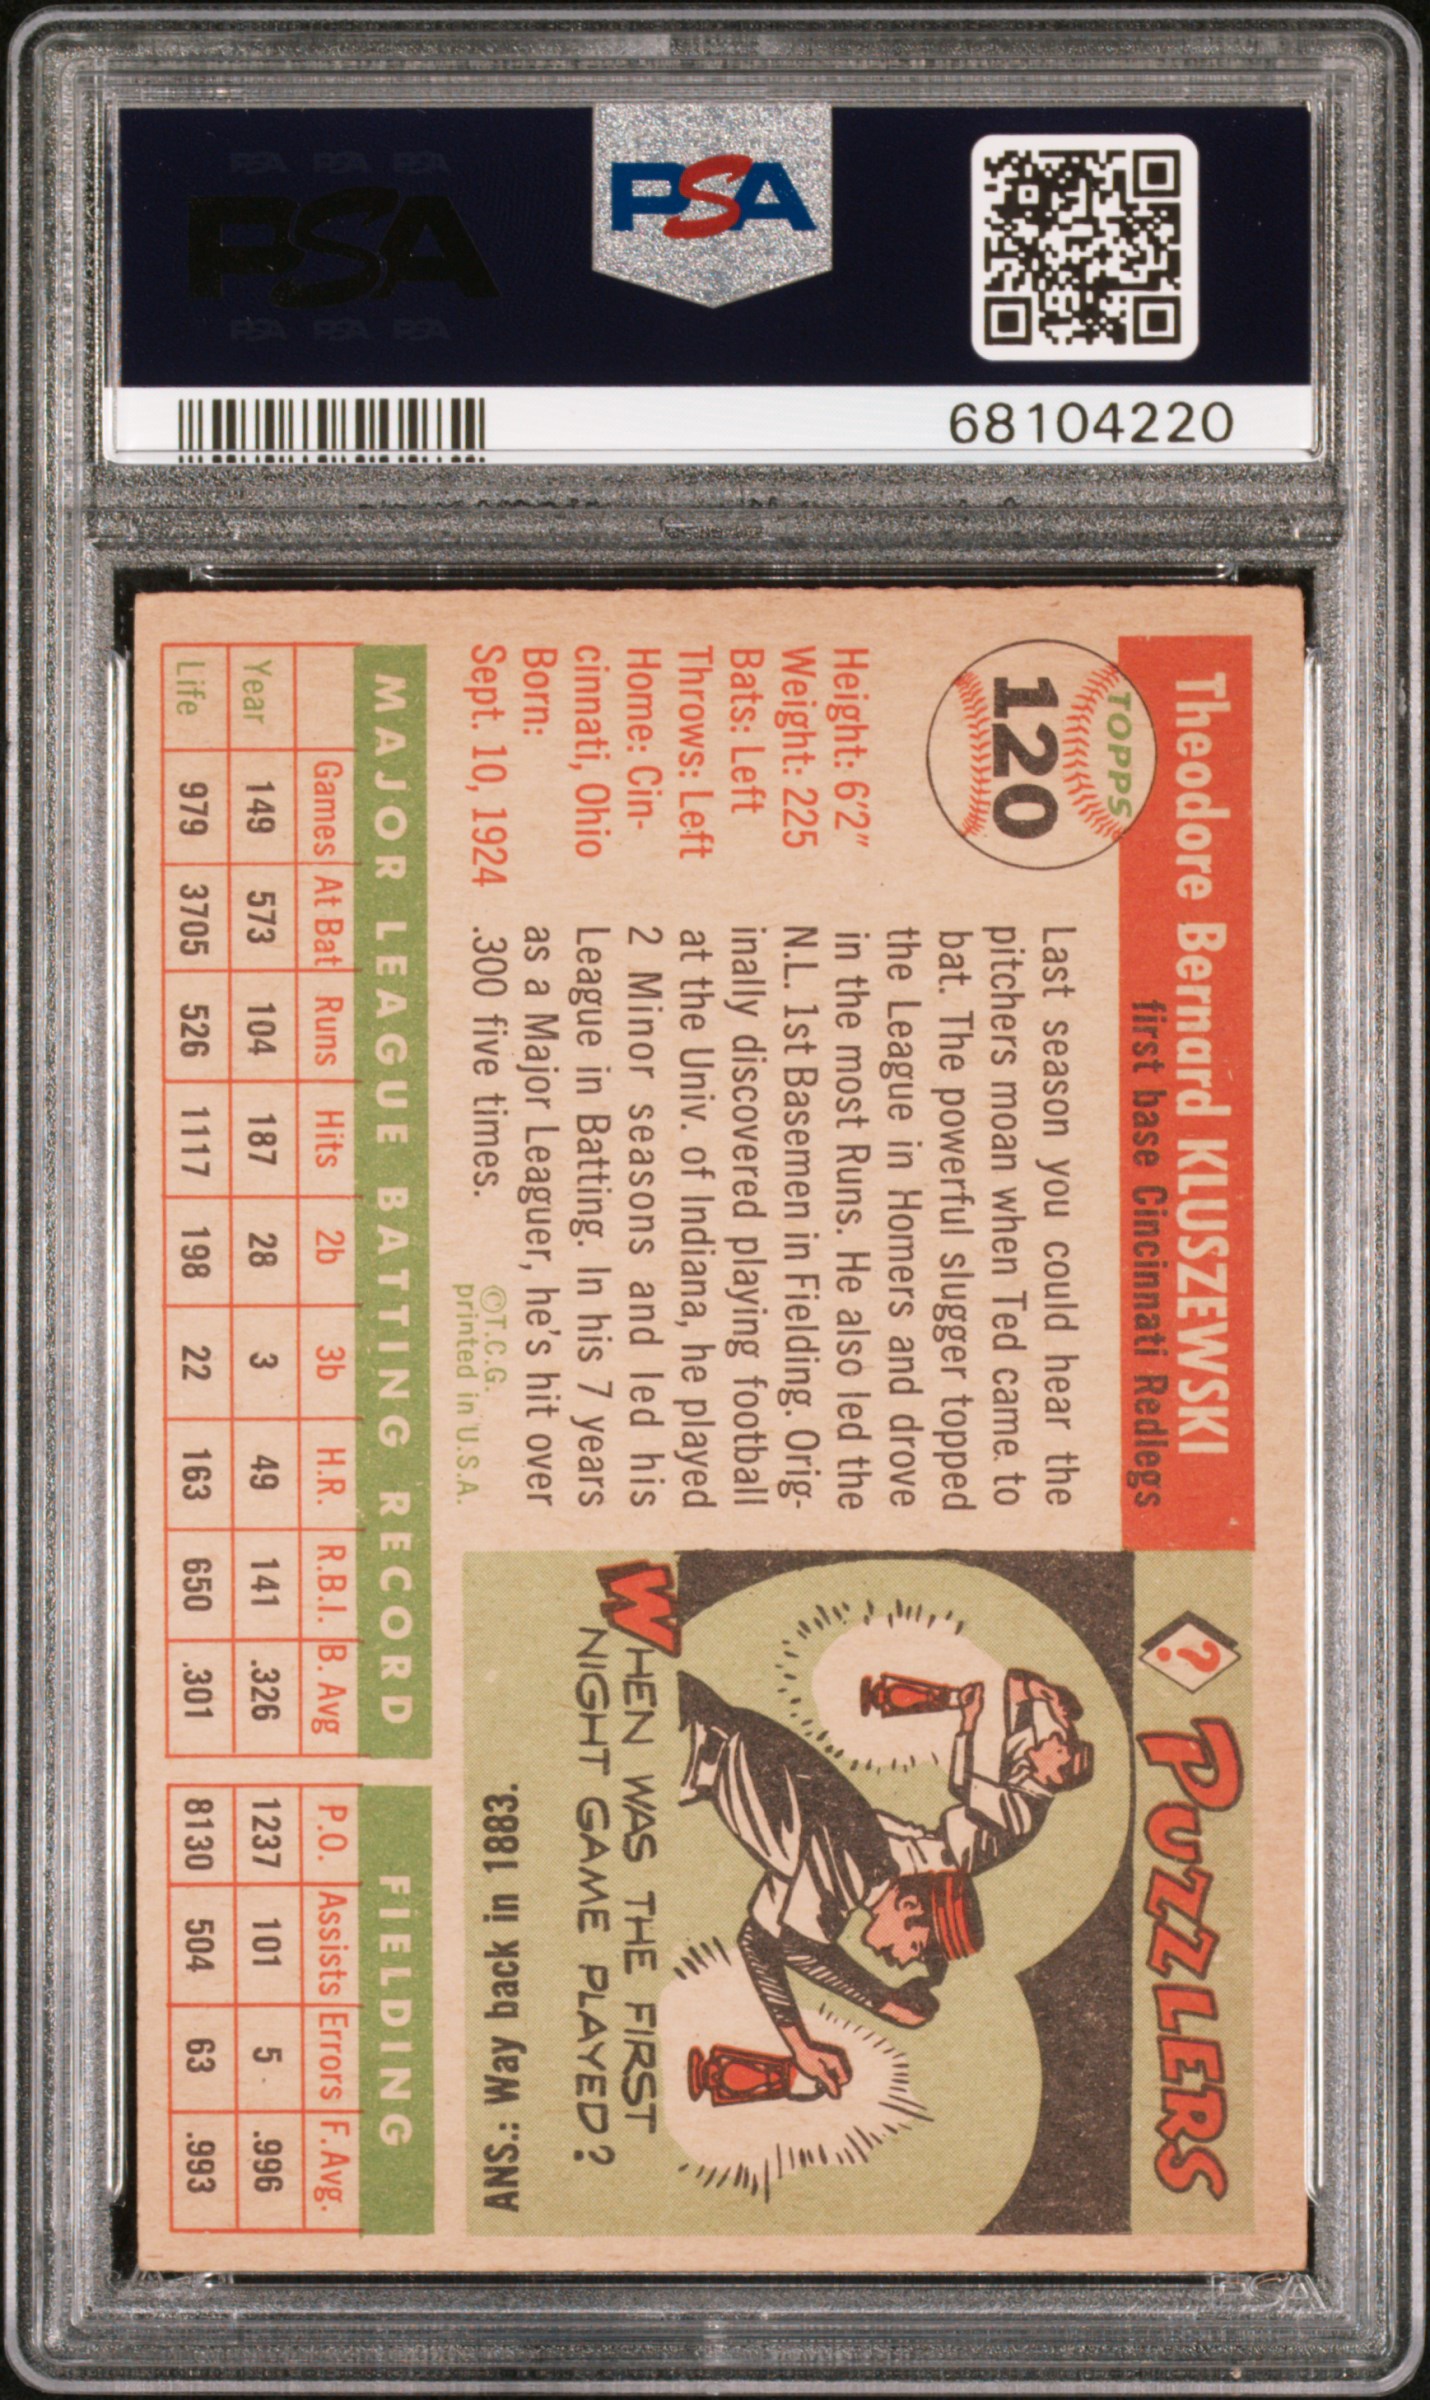 PSA
PSA
68104220
Theodore Bernard KLUSZEWSKI
first base Cincinnati Redlegs
TOPPS
120
Height: 6'2"
Weight: 225
Bats: Left
Throws: Left
Home: Cin-
cinnati, Ohio
Born:
Sept. 10, 1924
Last season you could hear the
pitchers moan when Ted came to
bat. The powerful slugger topped
the League in Homers and drove
in the most Runs. He also led the
N.L. 1st Basemen in Fielding. Orig-
inally discovered playing football
at the Univ. of Indiana, he played
2 Minor seasons and led his
League in Batting. In his 7 years
as a Major Leaguer, he's hit over
.300 five times.
©T.C.G.
printed in U.S.A.
? PUZZLERS
WHEN WAS THE FIRST
NIGHT GAME PLAYED?
ANS.: Way back in 1883.
MAJOR LEAGUE BATTING RECORD FIELDING
Games At Bat Runs Hits 2b 3b H.R. R.B.I. B. Avg P.O. Assists Errors F. Avg.
Year 149 573 104 187 28 3 49 141 .326 1237 101 5 .996
Life 979 3705 526 1117 198 22 163 650 .301 8130 504 63 .993
PSA